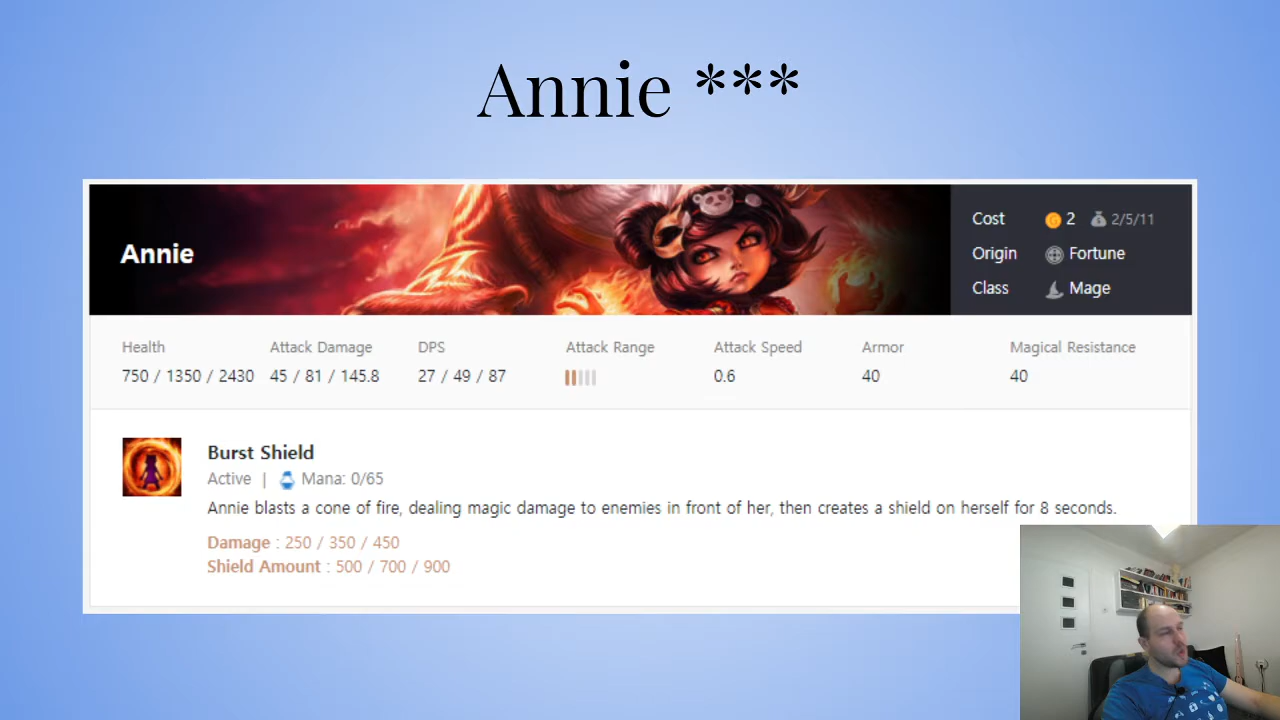 Annie ***
Annie
Cost 2 2/5/11
Origin Fortune
Class Mage
Health Attack Damage DPS Attack Range Attack Speed Armor Magical Resistance
750 / 1350 / 2430 45 / 81 / 145.8 27 / 49 / 87 0.6 40 40
Burst Shield
Active | Mana: 0/65
Annie blasts a cone of fire, dealing magic damage to enemies in front of her, then creates a shield on herself for 8 seconds.
Damage : 250 / 350 / 450
Shield Amount : 500 / 700 / 900